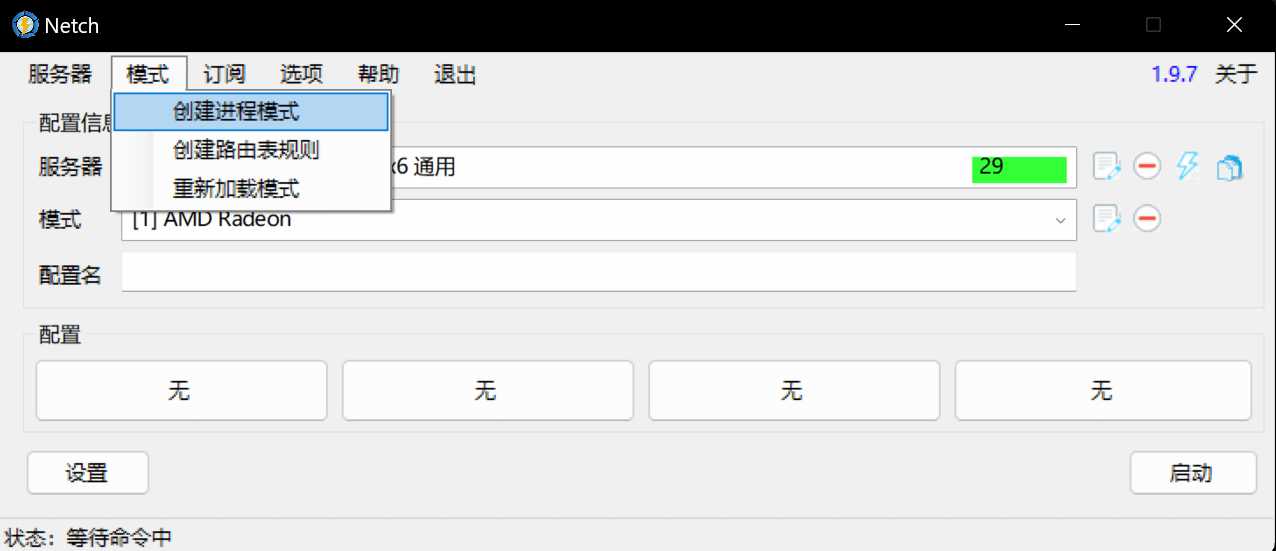 Netch
服务器 模式 订阅 选项 帮助 退出 1.9.7 关于
创建进程模式
配置信
创建路由表规则
服务器 x6 通用 29
重新加载模式
模式 [1] AMD Radeon
配置名
配置
无 无 无 无
设置 启动
状态：等待命令中